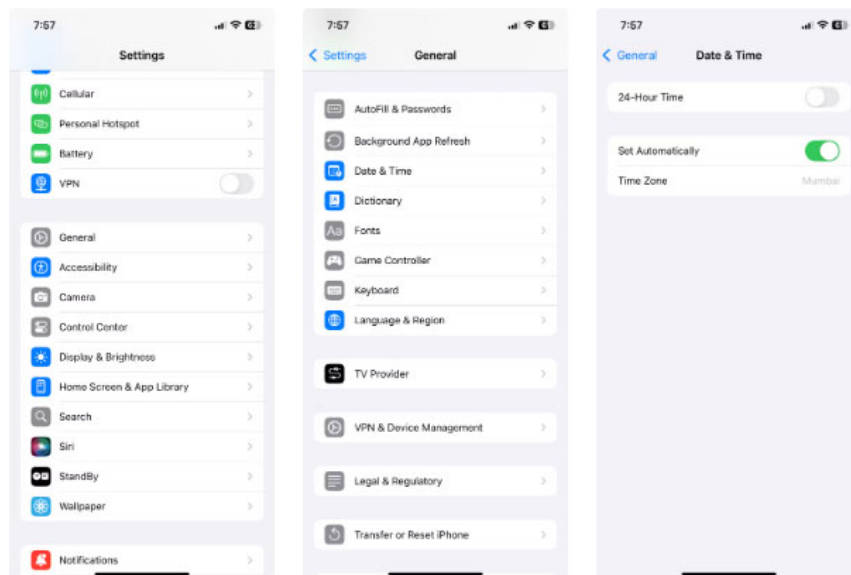 7:57
Settings
Cellular
Personal Hotspot
Battery
VPN
General
Accessibility
Camera
Control Center
Display & Brightness
Home Screen & App Library
Search
Siri
StandBy
Wallpaper
Notifications
7:57
Settings
General
AutoFill & Passwords
Background App Refresh
Date & Time
Dictionary
Aa
Fonts
Game Controller
Keyboard
Language & Region
TV Provider
VPN & Device Management
Legal & Regulatory
Transfer or Reset iPhone
7:57
General
Date & Time
24-Hour Time
Set Automatically
Time Zone
Mumbai